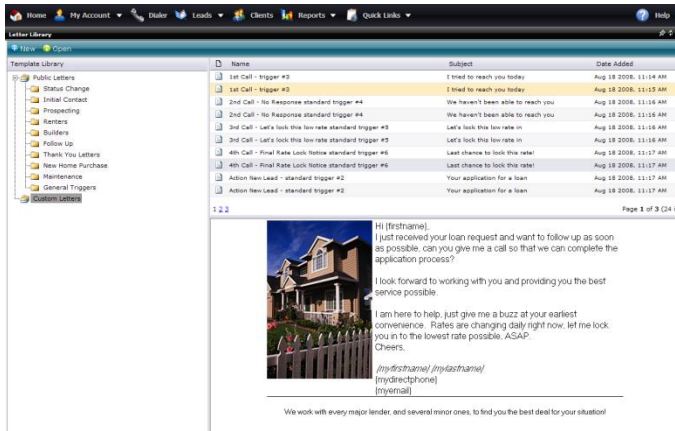 Home My Account Dialer Leads Clients Reports Quick Links Help
Letter Library
New Open
Template Library Name Subject Date Added
Public Letters
Status Change
Initial Contact
Prospecting
Renters
Builders
Follow Up
Thank You Letters
New Home Purchase
Maintenance
General Triggers
Custom Letters
1st Call - trigger #3 I tried to reach you today Aug 18 2008, 11:14 AM
1st Call - trigger #3 I tried to reach you today Aug 18 2008, 11:15 AM
2nd Call - No Response standard trigger #4 We haven't been able to reach you Aug 18 2008, 11:16 AM
2nd Call - No Response standard trigger #4 We haven't been able to reach you Aug 18 2008, 11:16 AM
3rd Call - Let's lock this low rate standard trigger #5 Let's lock this low rate in Aug 18 2008, 11:16 AM
3rd Call - Let's lock this low rate standard trigger #5 Let's lock this low rate in Aug 18 2008, 11:16 AM
4th Call - Final Rate Lock Notice standard trigger #6 Last chance to lock this rate! Aug 18 2008, 11:17 AM
4th Call - Final Rate Lock Notice standard trigger #6 Last chance to lock this rate! Aug 18 2008, 11:17 AM
Action New Lead - standard trigger #2 Your application for a loan Aug 18 2008, 11:17 AM
Action New Lead - standard trigger #2 Your application for a loan Aug 18 2008, 11:17 AM
1 2 3 Page 1 of 3 (24 i
Hi {firstname},
I just received your loan request and want to follow up as soon
as possible, can you give me a call so that we can complete the
application process?
I look forward to working with you and providing you the best
service possible.
I am here to help, just give me a buzz at your earliest
convenience. Rates are changing daily right now, let me lock
you in to the lowest rate possible, ASAP.
Cheers,
{myfirstname} {mylastname}
{mydirectphone}
{myemail}
We work with every major lender, and several minor ones, to find you the best deal for your situation!